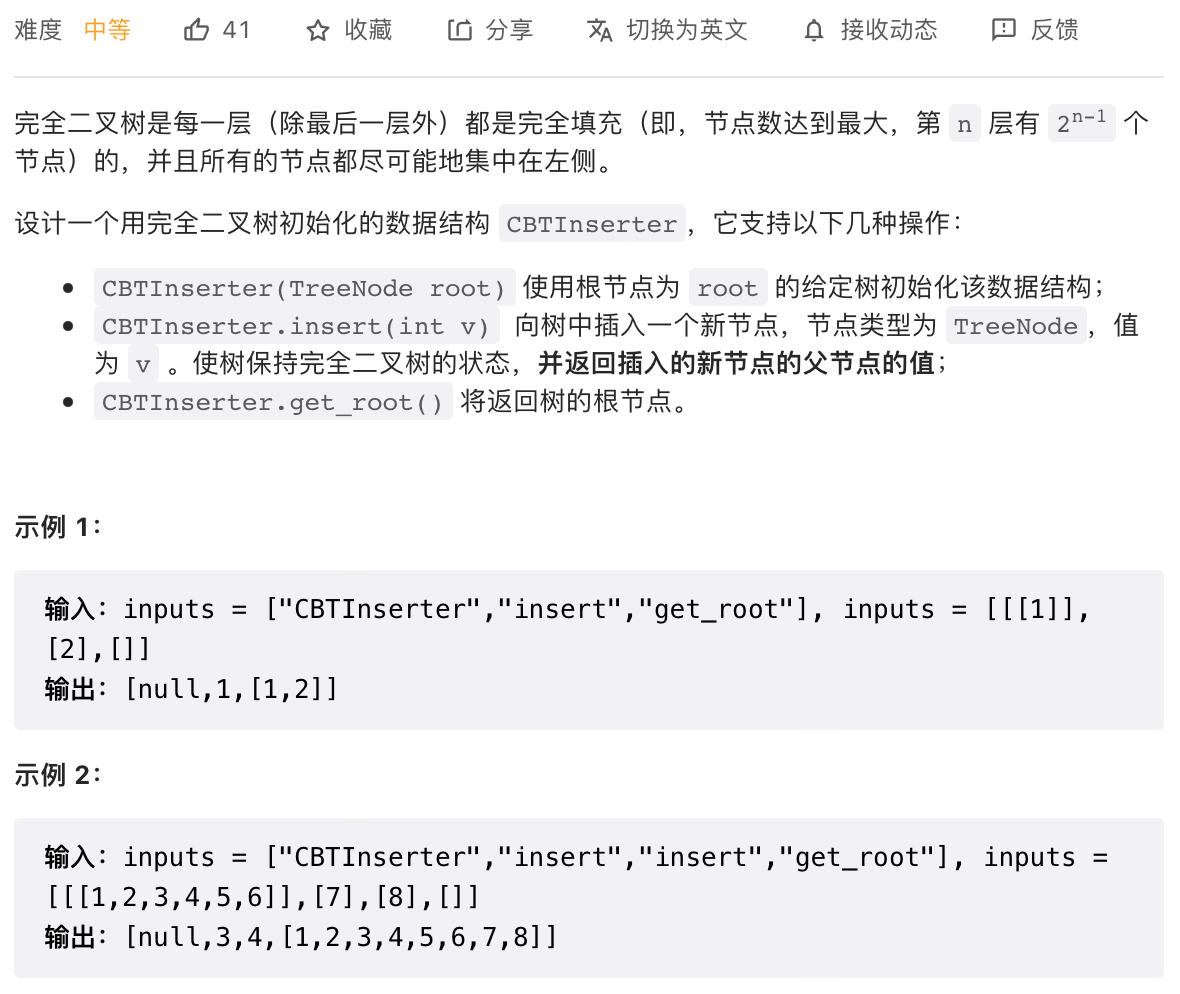 难度 中等 41 收藏 分享 切换为英文 接收动态 反馈
完全二叉树是每一层（除最后一层外）都是完全填充（即，节点数达到最大，第 n 层有 2^n-1 个
节点）的，并且所有的节点都尽可能地集中在左侧。
设计一个用完全二叉树初始化的数据结构 CBTInserter，它支持以下几种操作：
• CBTInserter(TreeNode root) 使用根节点为 root 的给定树初始化该数据结构；
• CBTInserter.insert(int v) 向树中插入一个新节点，节点类型为 TreeNode，值
为 v 。使树保持完全二叉树的状态，并返回插入的新节点的父节点的值；
• CBTInserter.get_root() 将返回树的根节点。
示例 1：
输入：inputs = ["CBTInserter","insert","get_root"], inputs = [[[1]],
[2],[]]
输出：[null,1,[1,2]]
示例 2：
输入：inputs = ["CBTInserter","insert","insert","get_root"], inputs =
[[[1,2,3,4,5,6]],[7],[8],[]]
输出：[null,3,4,[1,2,3,4,5,6,7,8]]